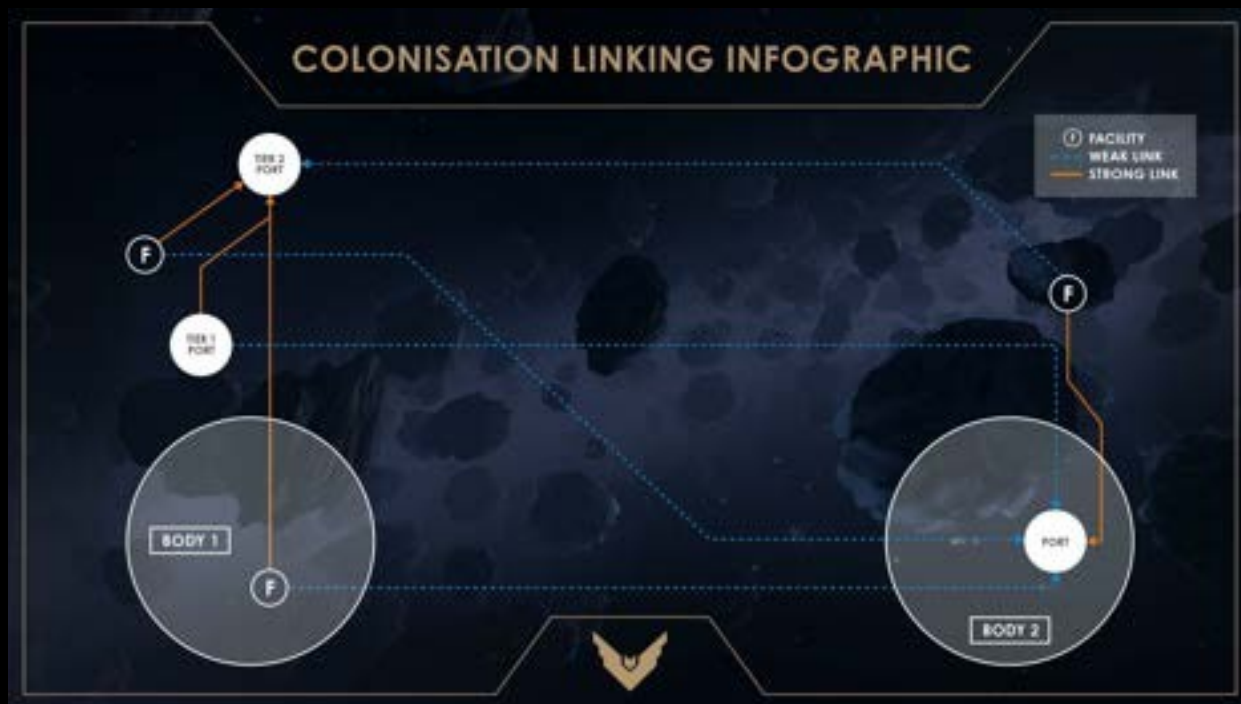 COLONISATION LINKING INFOGRAPHIC
TIER 2
PORT
F FACILITY
WEAK LINK
STRONG LINK
F
F
TIER 1
PORT
BODY 1
PORT
F
BODY 2